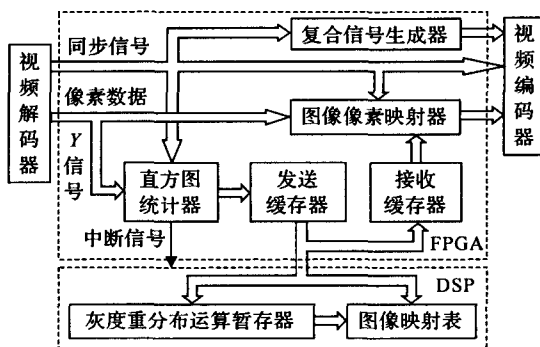 视频解码器
同步信号
像素数据
Y信号
复合信号生成器
视频编码器
图像像素映射器
直方图
统计器
发送
缓存器
接收
缓存器
中断信号
FPGA
DSP
灰度重分布运算暂存器
图像映射表